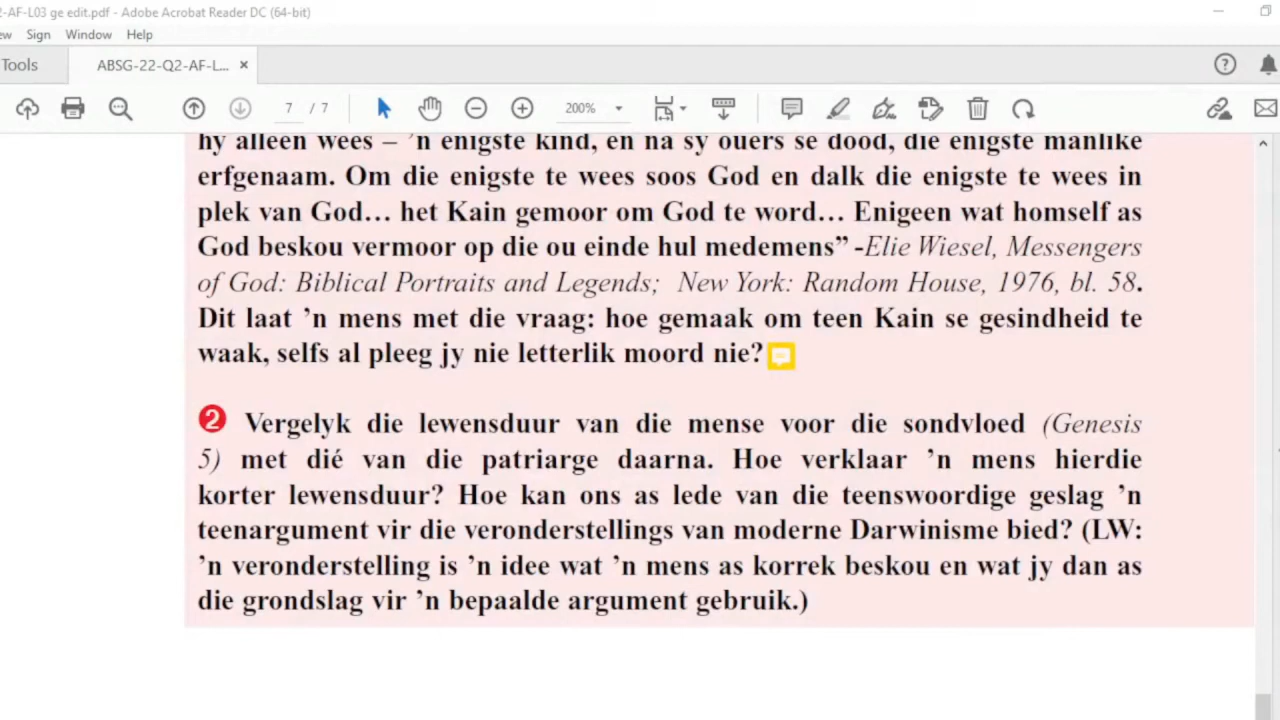 2-AF-L03 ge edit.pdf - Adobe Acrobat Reader DC (64-bit)
ew Sign Window Help
Tools ABSG-22-Q2-AF-L... ×
7 / 7 200%
hy alleen wees – ’n enigste kind, en na sy ouers se dood, die enigste manlike
erfgenaam. Om die enigste te wees soos God en dalk die enigste te wees in
plek van God… het Kain gemoor om God te word… Enigeen wat homself as
God beskou vermoor op die ou einde hul medemens” -Elie Wiesel, Messengers
of God: Biblical Portraits and Legends; New York: Random House, 1976, bl. 58.
Dit laat ’n mens met die vraag: hoe gemaak om teen Kain se gesindheid te
waak, selfs al pleeg jy nie letterlik moord nie?
2 Vergelyk die lewensduur van die mense voor die sondvloed (Genesis
5) met dié van die patriarge daarna. Hoe verklaar ’n mens hierdie
korter lewensduur? Hoe kan ons as lede van die teenswoordige geslag ’n
teenargument vir die veronderstellings van moderne Darwinisme bied? (LW:
’n veronderstelling is ’n idee wat ’n mens as korrek beskou en wat jy dan as
die grondslag vir ’n bepaalde argument gebruik.)